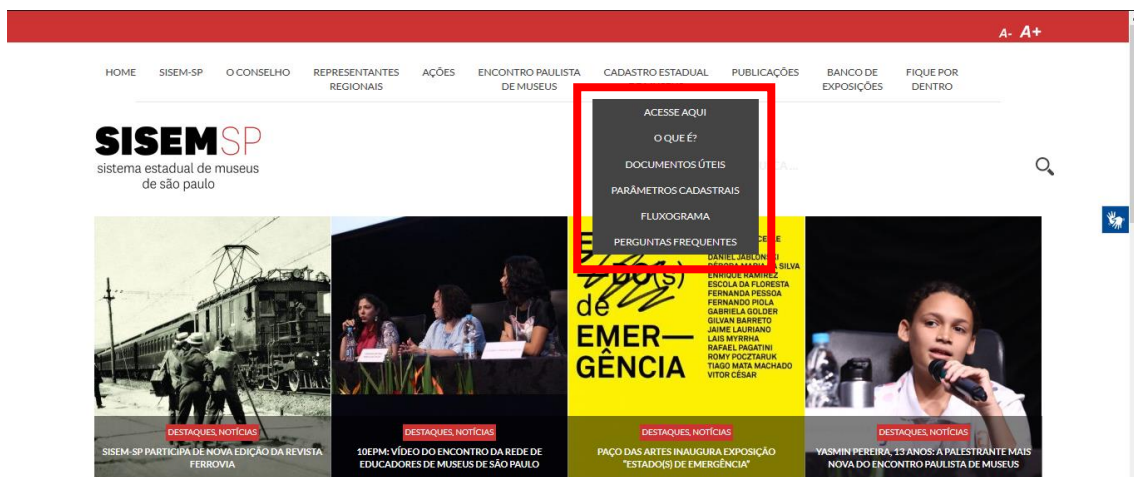 A- A+
HOME SISEM-SP O CONSELHO REPRESENTANTES REGIONAIS AÇÕES ENCONTRO PAULISTA DE MUSEUS CADASTRO ESTADUAL PUBLICAÇÕES BANCO DE EXPOSIÇÕES FIQUE POR DENTRO
ACESSE AQUI
O QUE É?
DOCUMENTOS ÚTEIS
PARÂMETROS CADASTRAIS
FLUXOGRAMA
PERGUNTAS FREQUENTES
SISEMSP
sistema estadual de museus
de são paulo
DO(S)
de
EMER—
GÊNCIA
DANIEL JABLONSKI
SILVA
ENRIQUE RAMÍREZ
ESCOLA DA FLORESTA
FERNANDA PESSOA
FERNANDO PIOLA
GABRIELA GOLDER
GILVAN BARRETO
JAIME LAURIANO
LAIS MYRRHA
RAFAEL PAGATINI
ROMY POCZTARUK
TIAGO MATA MACHADO
VITOR CÉSAR
DESTAQUES, NOTÍCIAS
SISEM-SP PARTICIPA DE NOVA EDIÇÃO DA REVISTA
FERROVIA
DESTAQUES, NOTÍCIAS
10EPM: VÍDEO DO ENCONTRO DA REDE DE
EDUCADORES DE MUSEUS DE SÃO PAULO
DESTAQUES, NOTÍCIAS
PAÇO DAS ARTES INAUGURA EXPOSIÇÃO
"ESTADO(S) DE EMERGÊNCIA"
DESTAQUES, NOTÍCIAS
YASMIN PEREIRA, 13 ANOS: A PALESTRANTE MAIS
NOVA DO ENCONTRO PAULISTA DE MUSEUS